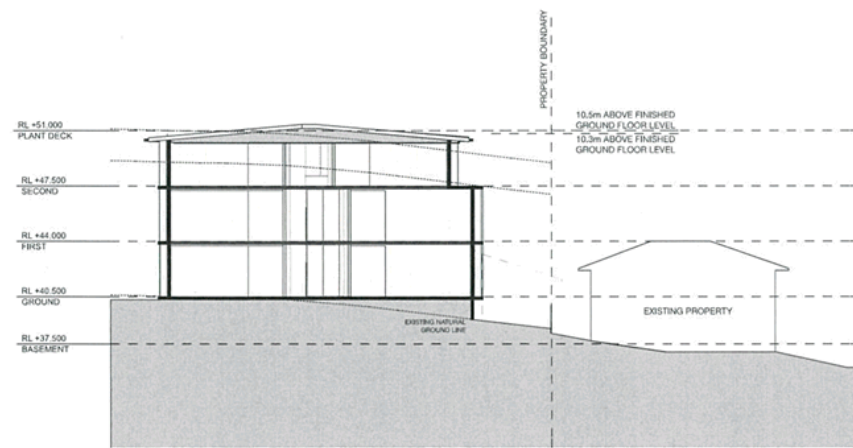 PROPERTY BOUNDARY
10.5m ABOVE FINISHED
GROUND FLOOR LEVEL
10.3m ABOVE FINISHED
GROUND FLOOR LEVEL
RL +51.000
PLANT DECK
RL +47.500
SECOND
RL +44.000
FIRST
RL +40.500
GROUND
EXISTING PROPERTY
EXISTING NATURAL
GROUND LINE
RL +37.500
BASEMENT